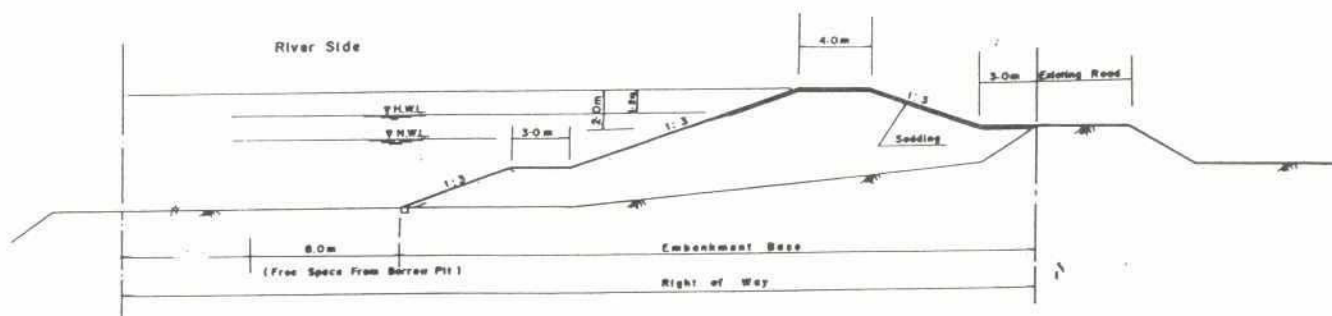 River Side
4.0m
3.0m
Existing Road
H.W.L
N.W.L
2.0m
1.2m
3.0m
1:3
1:3
1:3
Sodding
6.0m
(Free Space From Borrow Pit)
Embankment Base
Right of Way